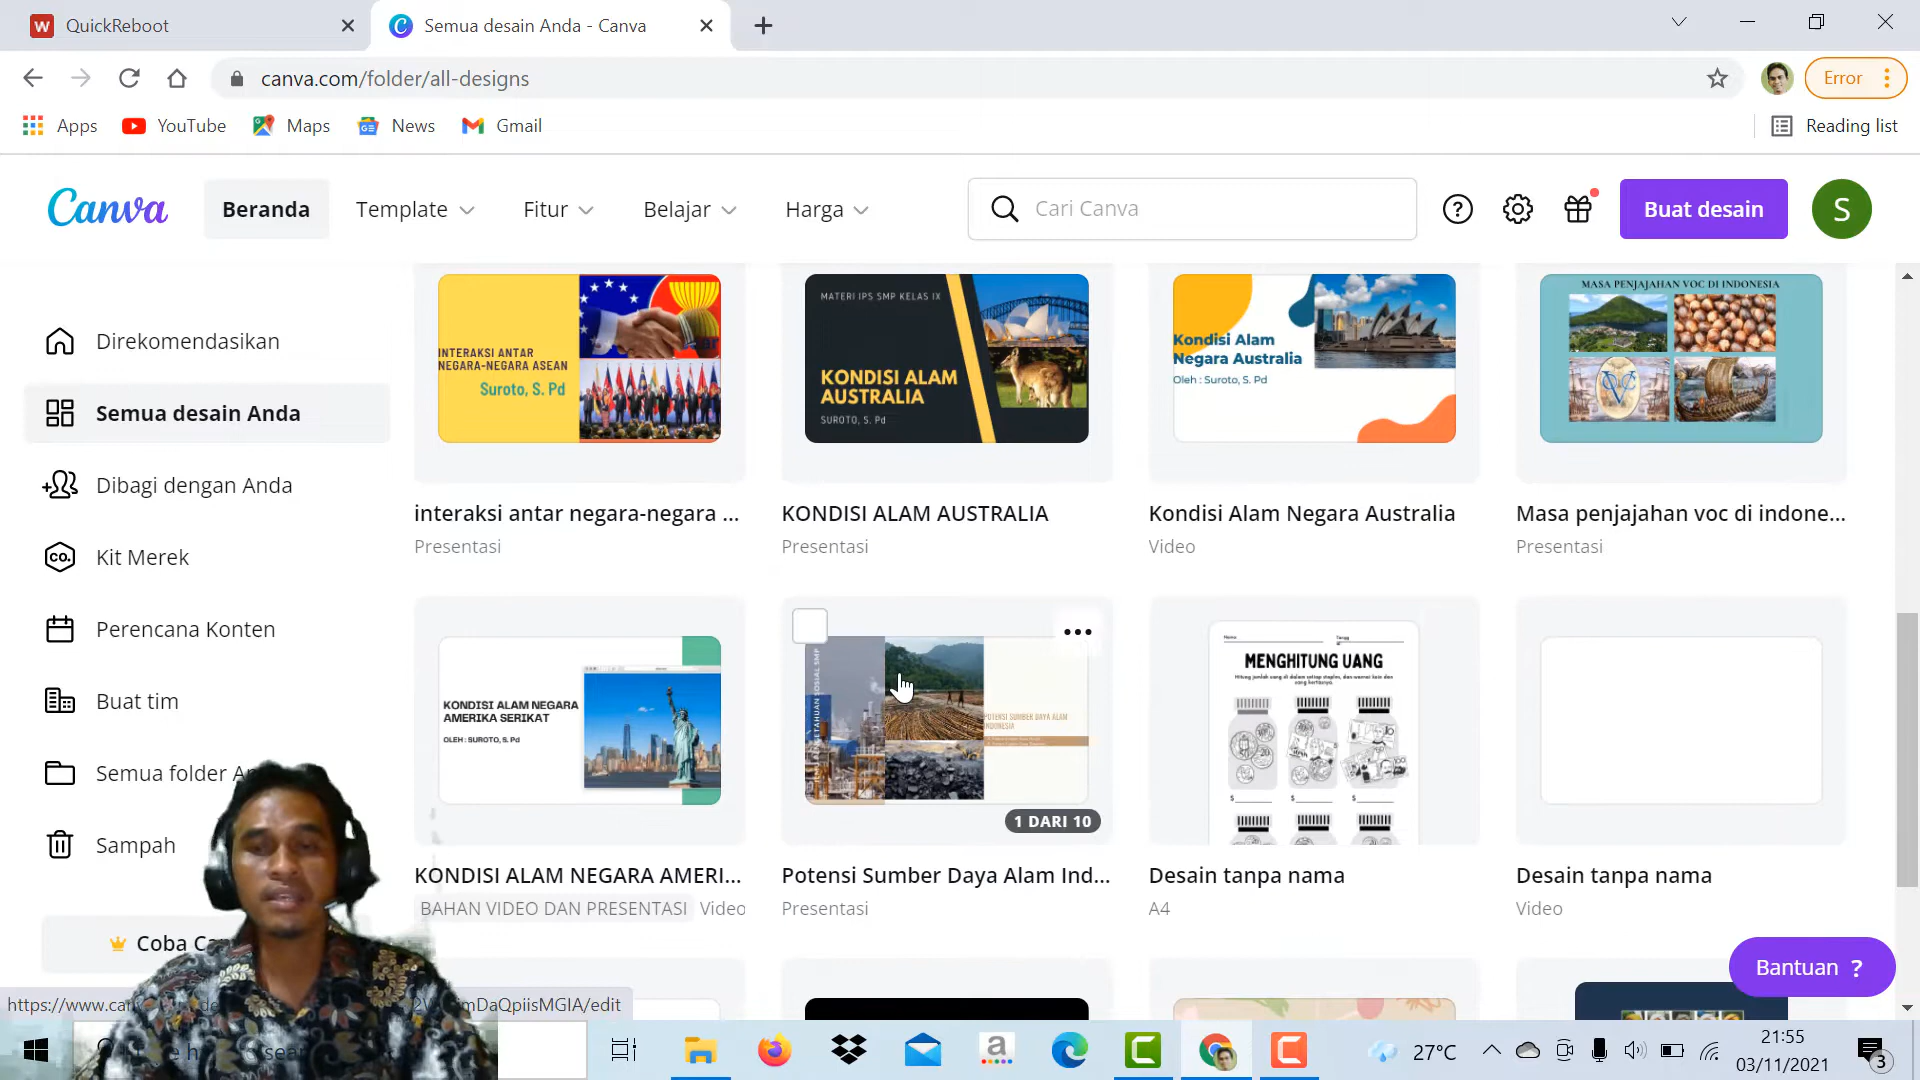 QuickReboot
Semua desain Anda - Canva
canva.com/folder/all-designs
Error
Apps
YouTube
Maps
News
Gmail
Reading list
Canva
Beranda
Template
Fitur
Belajar
Harga
Cari Canva
Buat desain
S
Direkomendasikan
Semua desain Anda
Dibagi dengan Anda
Kit Merek
Perencana Konten
Buat tim
Semua folder
Sampah
Coba
INTERAKSI ANTAR
NEGARA-NEGARA ASEAN
Suroto, S. Pd
interaksi antar negara-negara ...
Presentasi
MATERI IPS SMP KELAS IX
KONDISI ALAM
AUSTRALIA
SUROTO, S. Pd
KONDISI ALAM AUSTRALIA
Presentasi
Kondisi Alam
Negara Australia
Oleh : Suroto, S. Pd
Kondisi Alam Negara Australia
Video
MASA PENJAJAHAN VOC DI INDONESIA
Masa penjajahan voc di indone...
Presentasi
KONDISI ALAM NEGARA
AMERIKA SERIKAT
OLEH : SUROTO, S. Pd
KONDISI ALAM NEGARA AMERI...
BAHAN VIDEO DAN PRESENTASI Video
POTENSI SUMBER DAYA ALAM
INDONESIA
1 DARI 10
Potensi Sumber Daya Alam Ind...
Presentasi
MENGHITUNG UANG
Desain tanpa nama
A4
Desain tanpa nama
Video
Bantuan ?
27°C
21:55
03/11/2021
3